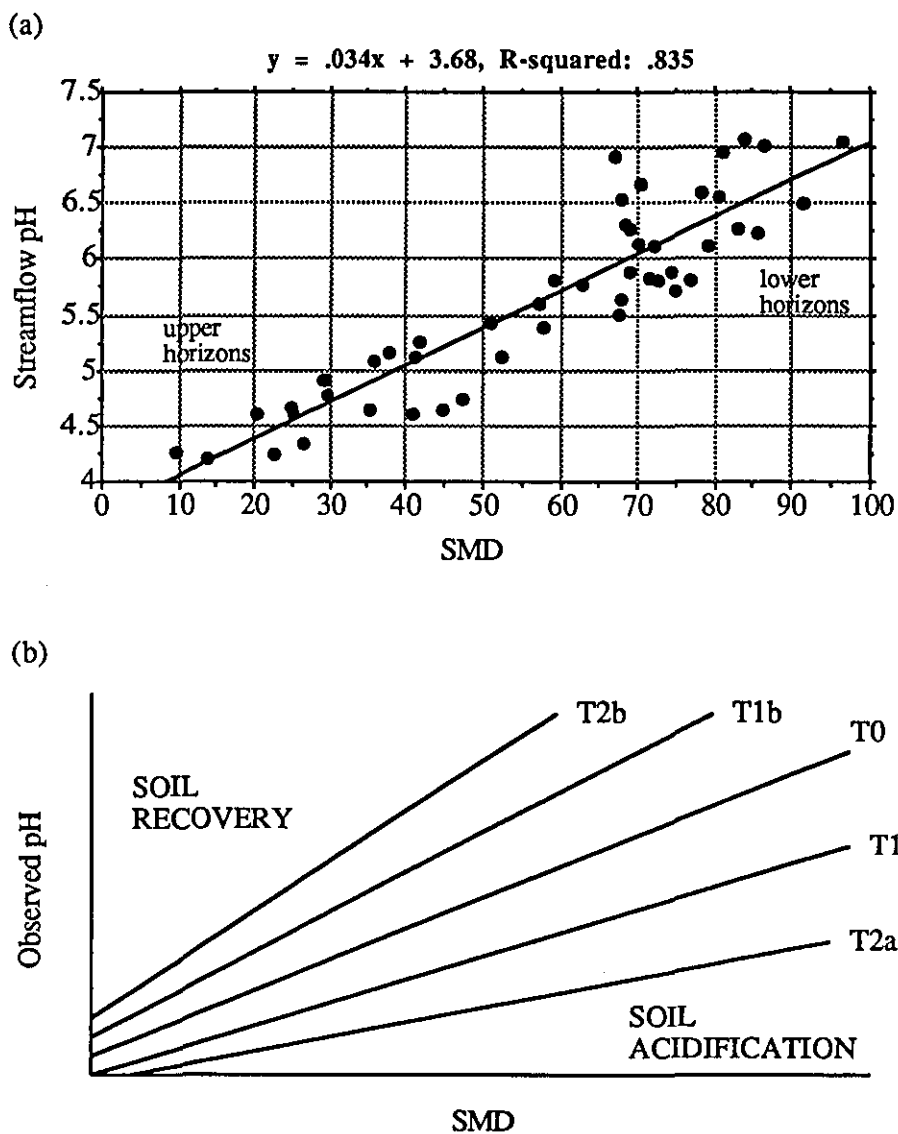 (a)
y = .034x + 3.68, R-squared: .835
7.5
7
6.5
6
5.5
5
4.5
4
Streamflow pH
upper
horizons
lower
horizons
0 10 20 30 40 50 60 70 80 90 100
SMD
(b)
T2b
T1b
T0
T1
T2a
SOIL
RECOVERY
Observed pH
SOIL
ACIDIFICATION
SMD